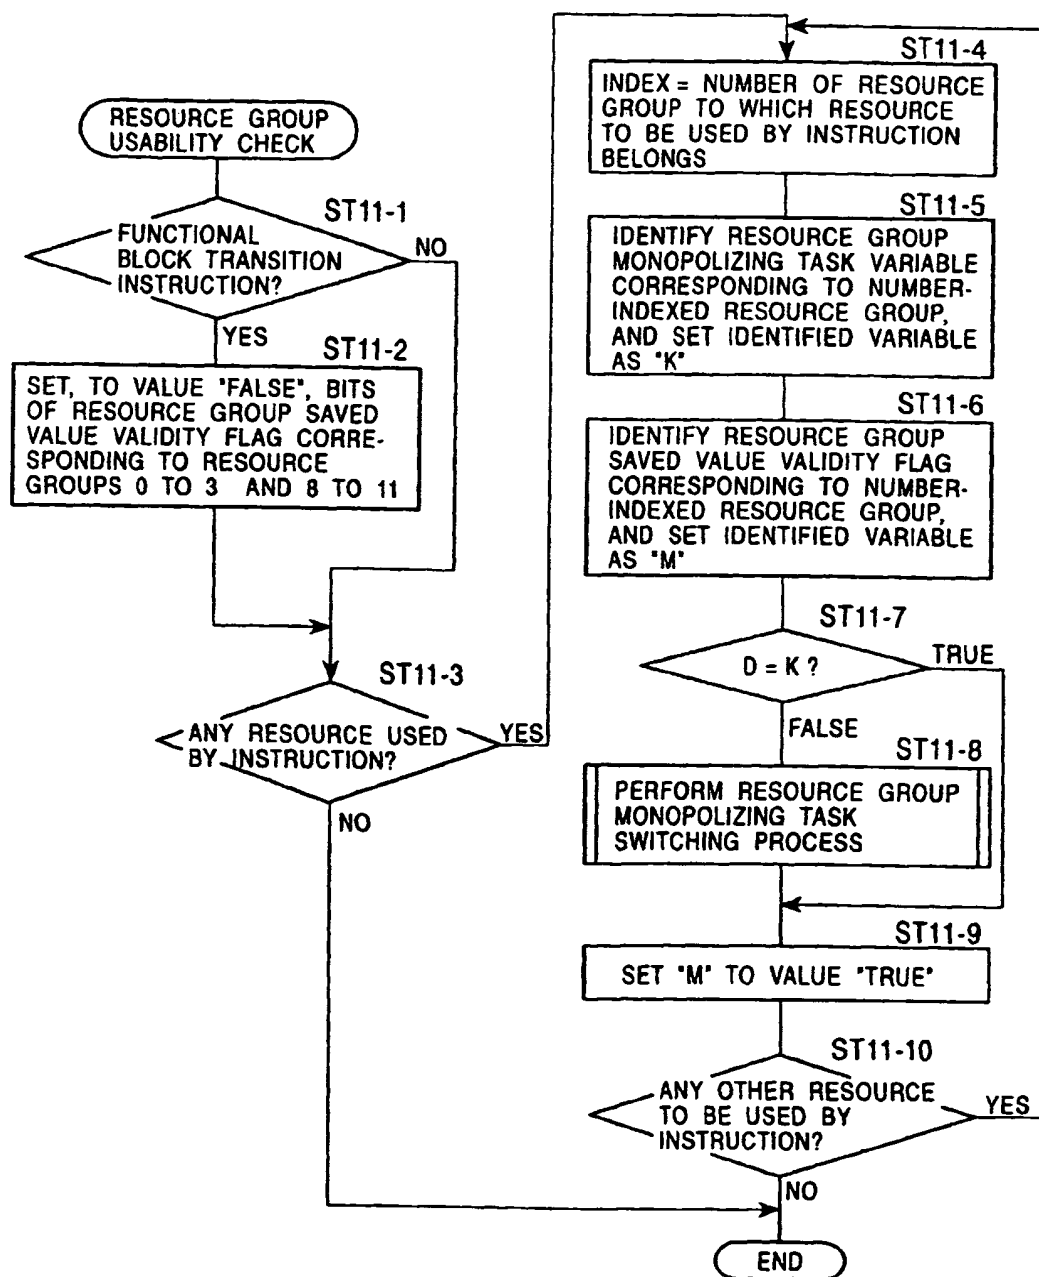 RESOURCE GROUP
USABILITY CHECK
ST11-1
FUNCTIONAL
BLOCK TRANSITION
INSTRUCTION?
NO
YES
ST11-2
SET, TO VALUE "FALSE", BITS
OF RESOURCE GROUP SAVED
VALUE VALIDITY FLAG CORRE-
SPONDING TO RESOURCE
GROUPS 0 TO 3 AND 8 TO 11
ST11-3
ANY RESOURCE USED
BY INSTRUCTION?
YES
NO
ST11-4
INDEX = NUMBER OF RESOURCE
GROUP TO WHICH RESOURCE
TO BE USED BY INSTRUCTION
BELONGS
ST11-5
IDENTIFY RESOURCE GROUP
MONOPOLIZING TASK VARIABLE
CORRESPONDING TO NUMBER-
INDEXED RESOURCE GROUP,
AND SET IDENTIFIED VARIABLE
AS "K"
ST11-6
IDENTIFY RESOURCE GROUP
SAVED VALUE VALIDITY FLAG
CORRESPONDING TO NUMBER-
INDEXED RESOURCE GROUP,
AND SET IDENTIFIED VARIABLE
AS "M"
ST11-7
D = K ?
TRUE
FALSE
ST11-8
PERFORM RESOURCE GROUP
MONOPOLIZING TASK
SWITCHING PROCESS
ST11-9
SET "M" TO VALUE "TRUE"
ST11-10
ANY OTHER RESOURCE
TO BE USED BY
INSTRUCTION?
YES
NO
END